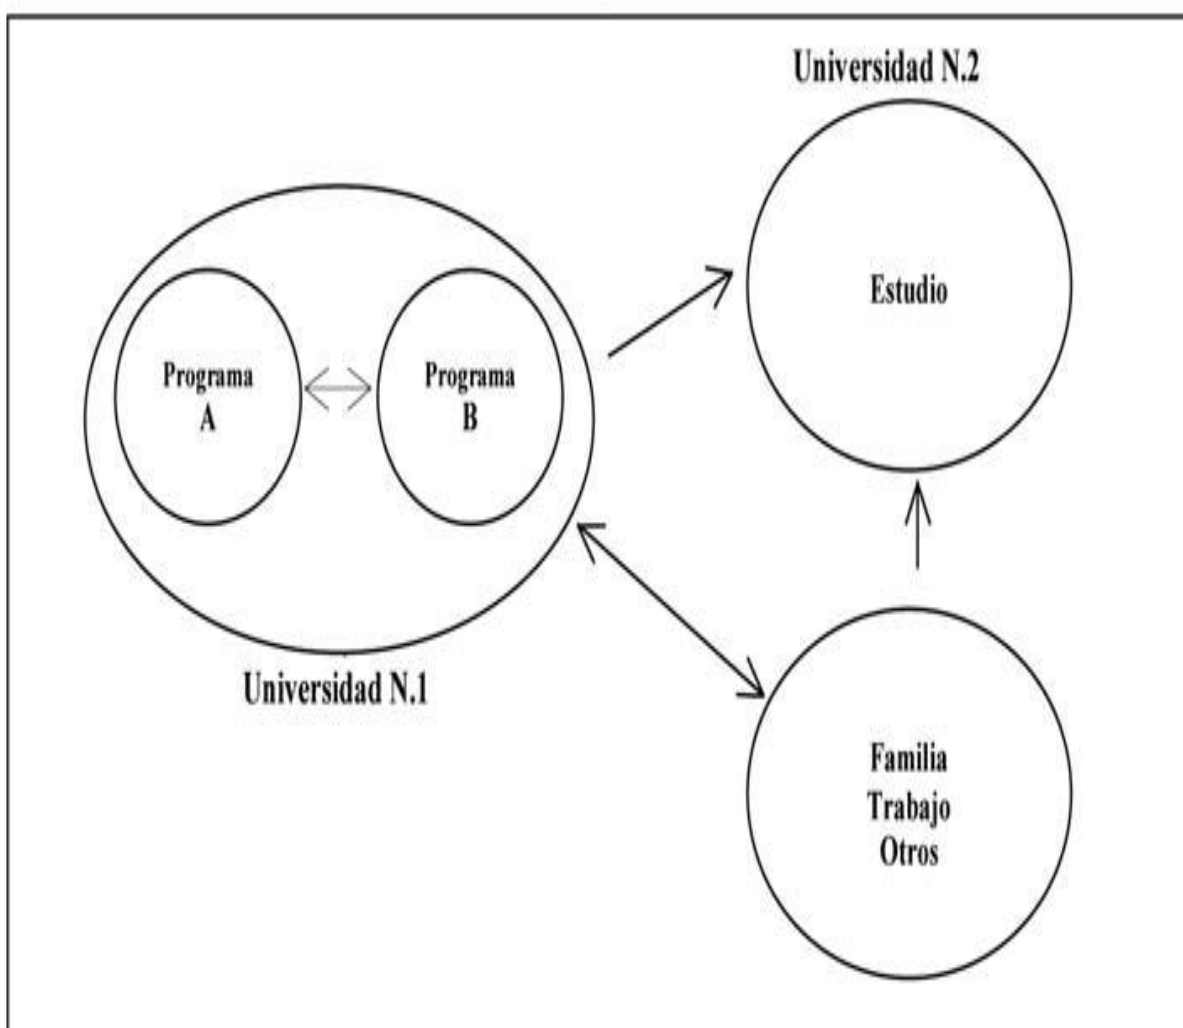 Universidad N.2
Estudio
Programa
A
Programa
B
Universidad N.1
Familia
Trabajo
Otros